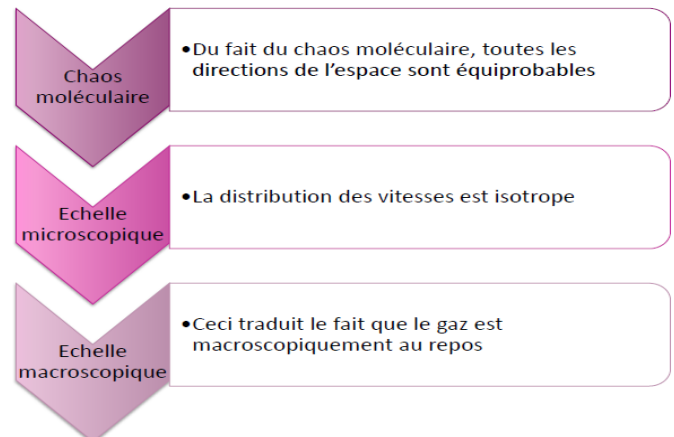 Chaos
moléculaire
•Du fait du chaos moléculaire, toutes les
directions de l'espace sont équiprobables
Echelle
microscopique
•La distribution des vitesses est isotrope
Echelle
macroscopique
•Ceci traduit le fait que le gaz est
macroscopiquement au repos